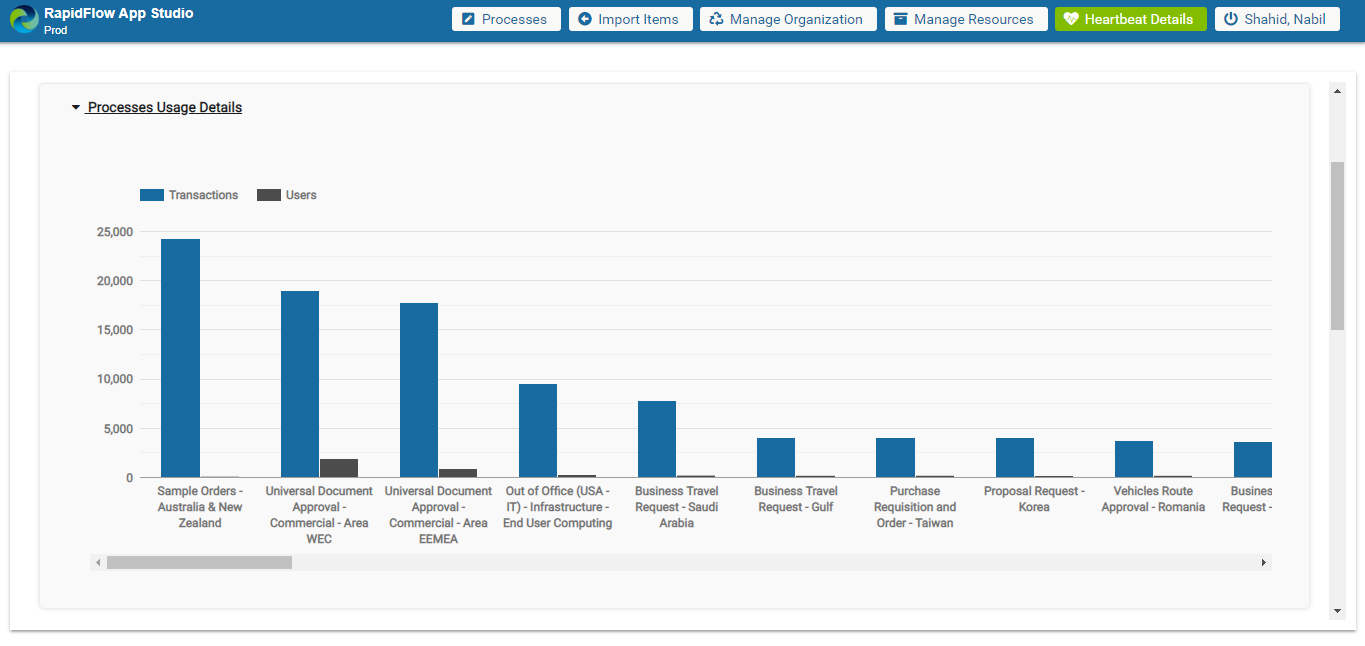 RapidFlow App Studio
Prod
Processes
Import Items
Manage Organization
Manage Resources
Heartbeat Details
Shahid, Nabil
Processes Usage Details
Transactions
Users
25,000
20,000
15,000
10,000
5,000
0
Sample Orders -
Australia & New
Zealand
Universal Document
Approval -
Commercial - Area
WEC
Universal Document
Approval -
Commercial - Area
EEMEA
Out of Office (USA -
IT) - Infrastructure -
End User Computing
Business Travel
Request - Saudi
Arabia
Business Travel
Request - Gulf
Purchase
Requisition and
Order - Taiwan
Proposal Request -
Korea
Vehicles Route
Approval - Romania
Busines
Request -